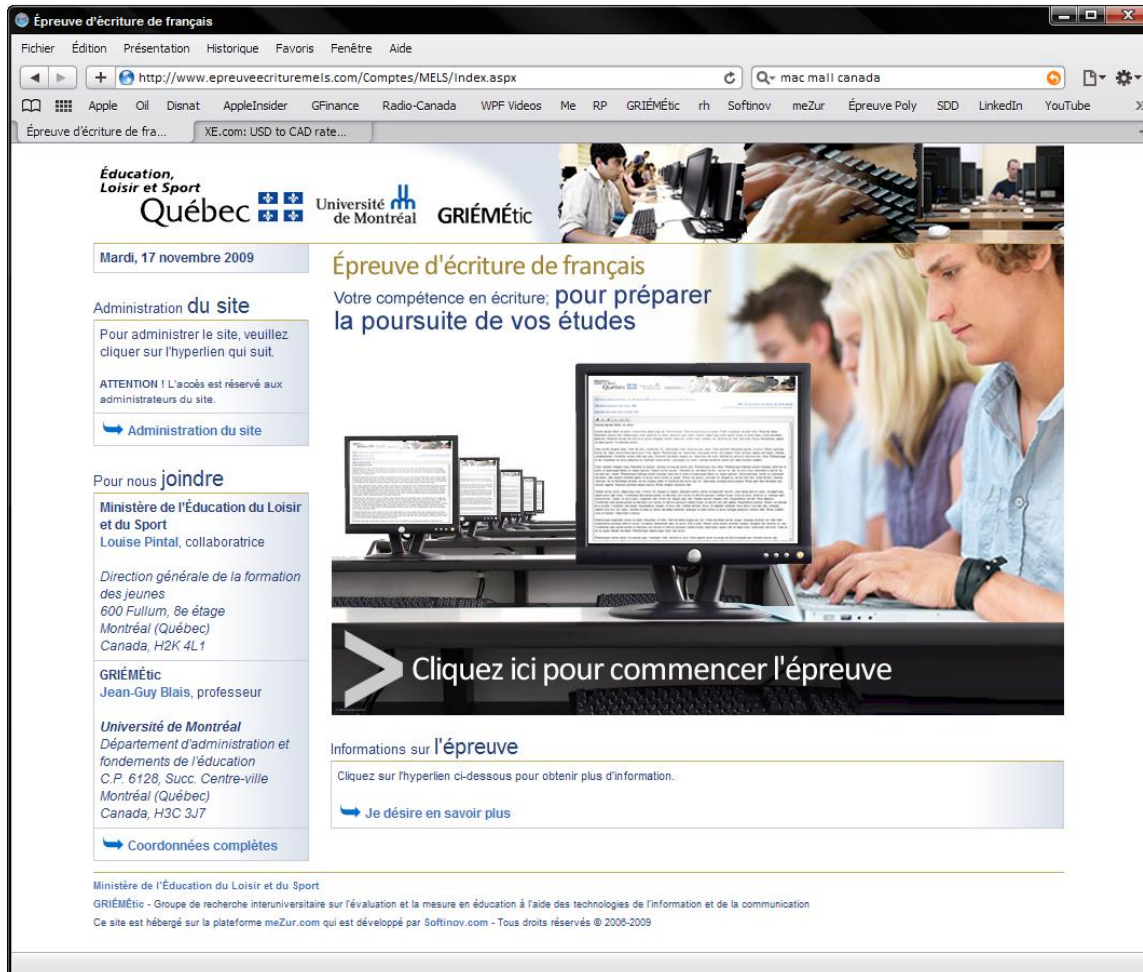 Épreuve d'écriture de français
Fichier Édition Présentation Historique Favoris Fenêtre Aide
http://www.epreuveecrituremels.com/Comptes/MELS/Index.aspx
mac mall canada
Apple Oil Disnat AppleInsider GFinance Radio-Canada WPF Videos Me RP GRIÉMÉtic rh Softinov meZur Épreuve Poly SDD LinkedIn YouTube
Épreuve d'écriture de fra... XE.com: USD to CAD rate...
Éducation,
Loisir et Sport
Québec
Université
de Montréal
GRIÉMÉtic
Mardi, 17 novembre 2009
Administration du site
Pour administrer le site, veuillez
cliquer sur l'hyperlien qui suit.
ATTENTION ! L'accès est réservé aux
administrateurs du site.
Administration du site
Pour nous joindre
Ministère de l'Éducation du Loisir
et du Sport
Louise Pintal, collaboratrice
Direction générale de la formation
des jeunes
600 Fullum, 8e étage
Montréal (Québec)
Canada, H2K 4L1
GRIÉMÉtic
Jean-Guy Blais, professeur
Université de Montréal
Département d'administration et
fondements de l'éducation
C.P. 6128, Succ. Centre-ville
Montréal (Québec)
Canada, H3C 3J7
Coordonnées complètes
Épreuve d'écriture de français
Votre compétence en écriture; pour préparer
la poursuite de vos études
Cliquez ici pour commencer l'épreuve
Informations sur l'épreuve
Cliquez sur l'hyperlien ci-dessous pour obtenir plus d'information.
Je désire en savoir plus
Ministère de l'Éducation du Loisir et du Sport
GRIÉMÉtic - Groupe de recherche interuniversitaire sur l'évaluation et la mesure en éducation à l'aide des technologies de l'information et de la communication
Ce site est hébergé sur la plateforme meZur.com qui est développé par Softinov.com - Tous droits réservés © 2006-2009